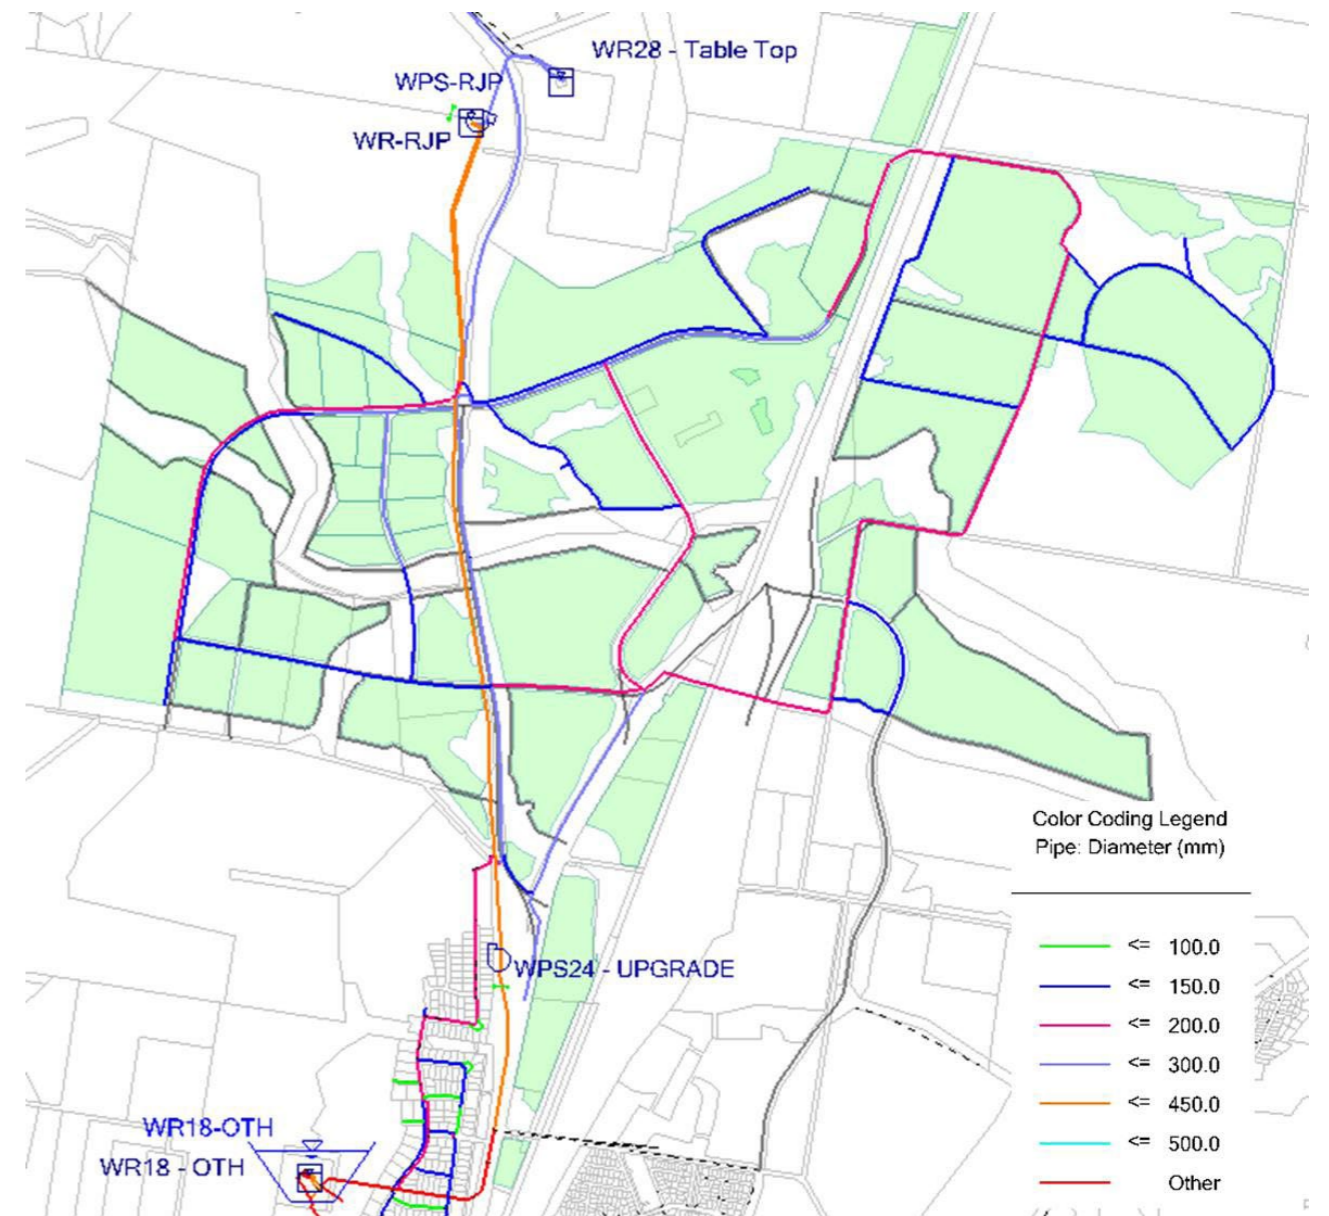 WR28 - Table Top
WPS-RJP
WR-RJP
Color Coding Legend
Pipe: Diameter (mm)
<= 100.0
<= 150.0
<= 200.0
<= 300.0
<= 450.0
<= 500.0
Other
WPS24 - UPGRADE
WR18-OTH
WR18 - OTH